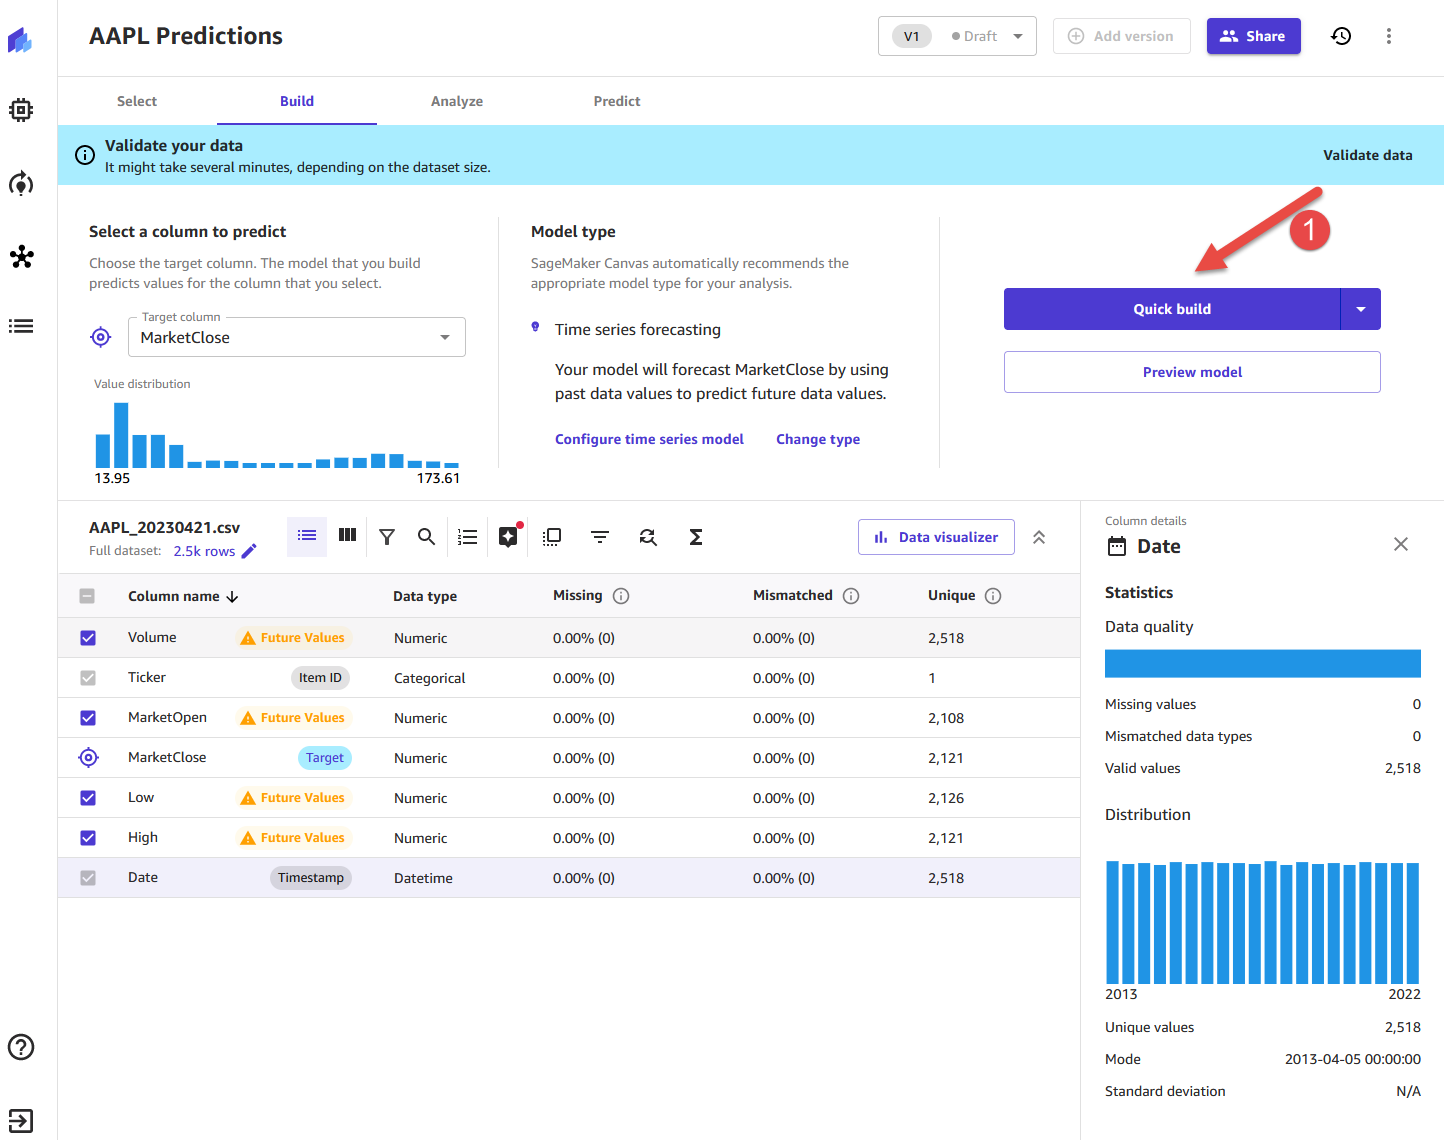 AAPL Predictions
V1
Draft
Add version
Share
Select
Build
Analyze
Predict
Validate your data
It might take several minutes, depending on the dataset size.
Validate data
1
Select a column to predict
Choose the target column. The model that you build
predicts values for the column that you select.
Target column
MarketClose
Value distribution
13.95
173.61
Model type
SageMaker Canvas automatically recommends the
appropriate model type for your analysis.
Time series forecasting
Your model will forecast MarketClose by using
past data values to predict future data values.
Configure time series model
Change type
Quick build
Preview model
AAPL_20230421.csv
Full dataset: 2.5k rows
Data visualizer
Column name Data type Missing Mismatched Unique
Volume Future Values Numeric 0.00% (0) 0.00% (0) 2,518
Ticker Item ID Categorical 0.00% (0) 0.00% (0) 1
MarketOpen Future Values Numeric 0.00% (0) 0.00% (0) 2,108
MarketClose Target Numeric 0.00% (0) 0.00% (0) 2,121
Low Future Values Numeric 0.00% (0) 0.00% (0) 2,126
High Future Values Numeric 0.00% (0) 0.00% (0) 2,121
Date Timestamp Datetime 0.00% (0) 0.00% (0) 2,518
Column details
Date
Statistics
Data quality
Missing values 0
Mismatched data types 0
Valid values 2,518
Distribution
2013 2022
Unique values 2,518
Mode 2013-04-05 00:00:00
Standard deviation N/A